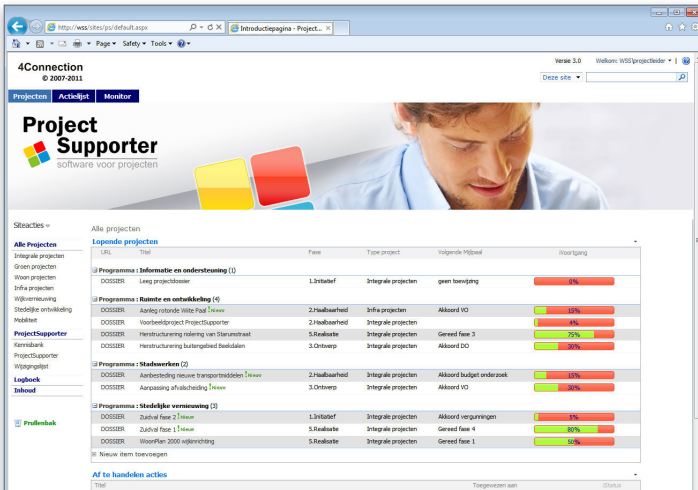 http://wss/sites/ps/default.aspx
Introductiepagina - Project...
Page Safety Tools
4Connection
© 2007-2011
Versie 3.0 Welkom: WSS\projectleider
Deze site
Projecten Actielijst Monitor
Project
Supporter
software voor projecten
Siteacties
Alle Projecten
Integrale projecten
Groen projecten
Woon projecten
Infra projecten
Wijkvernieuwing
Stedelijke ontwikkeling
Mobiliteit
ProjectSupporter
Kennisbank
ProjectSupporter
Wijzigingslijst
Logboek
Inhoud
Prullenbak
Alle projecten
Lopende projecten
URL Titel Fase Type project Volgende Mijlpaal Voortgang
Programma : Informatie en ondersteuning (1)
DOSSIER Leeg projectdossier 1.Initiatief Integrale projecten geen toewijzing 0%
Programma : Ruimte en ontwikkeling (4)
DOSSIER Aanleg rotonde Witte Paal ! Nieuw 2.Haalbaarheid Infra projecten Akkoord VO 15%
DOSSIER Voorbeeldproject ProjectSupporter 2.Haalbaarheid Integrale projecten 4%
DOSSIER Herstructurering riolering van Starumstraat 5.Realisatie Integrale projecten Gereed fase 3 75%
DOSSIER Herstructurering buitengebied Beekdalen 3.Ontwerp Integrale projecten Akkoord DO 30%
Programma : Stadswerken (2)
DOSSIER Aanbesteding nieuwe transportmiddelen ! Nieuw 2.Haalbaarheid Integrale projecten Akkoord budget onderzoek 15%
DOSSIER Aanpassing afvalscheiding ! Nieuw 3.Ontwerp Integrale projecten Akkoord VO 30%
Programma : Stedelijke vernieuwing (3)
DOSSIER Zuidval fase 2 ! Nieuw 1.Initiatief Integrale projecten Akkoord vergunningen 5%
DOSSIER Zuidval fase 1 ! Nieuw 5.Realisatie Integrale projecten Gereed fase 4 80%
DOSSIER WoonPlan 2000 wijkinrichting 5.Realisatie Integrale projecten Gereed fase 1 50%
Nieuw item toevoegen
Af te handelen acties
Titel Toegewezen aan Status